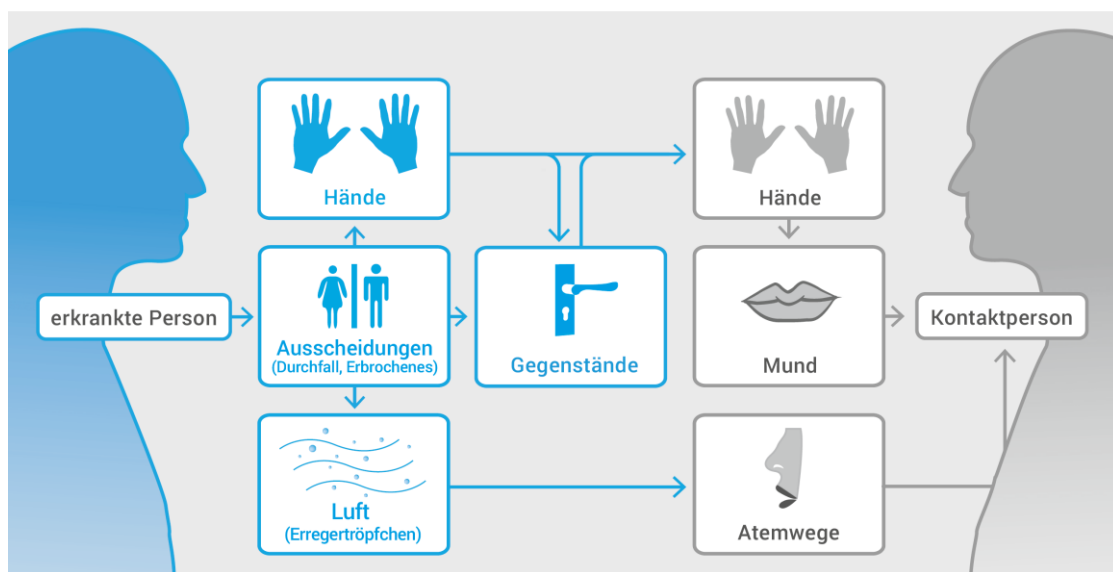 Hände
Hände
erkrankte Person
Ausscheidungen
(Durchfall, Erbrochenes)
Gegenstände
Mund
Kontaktperson
Luft
(Erregertröpfchen)
Atemwege